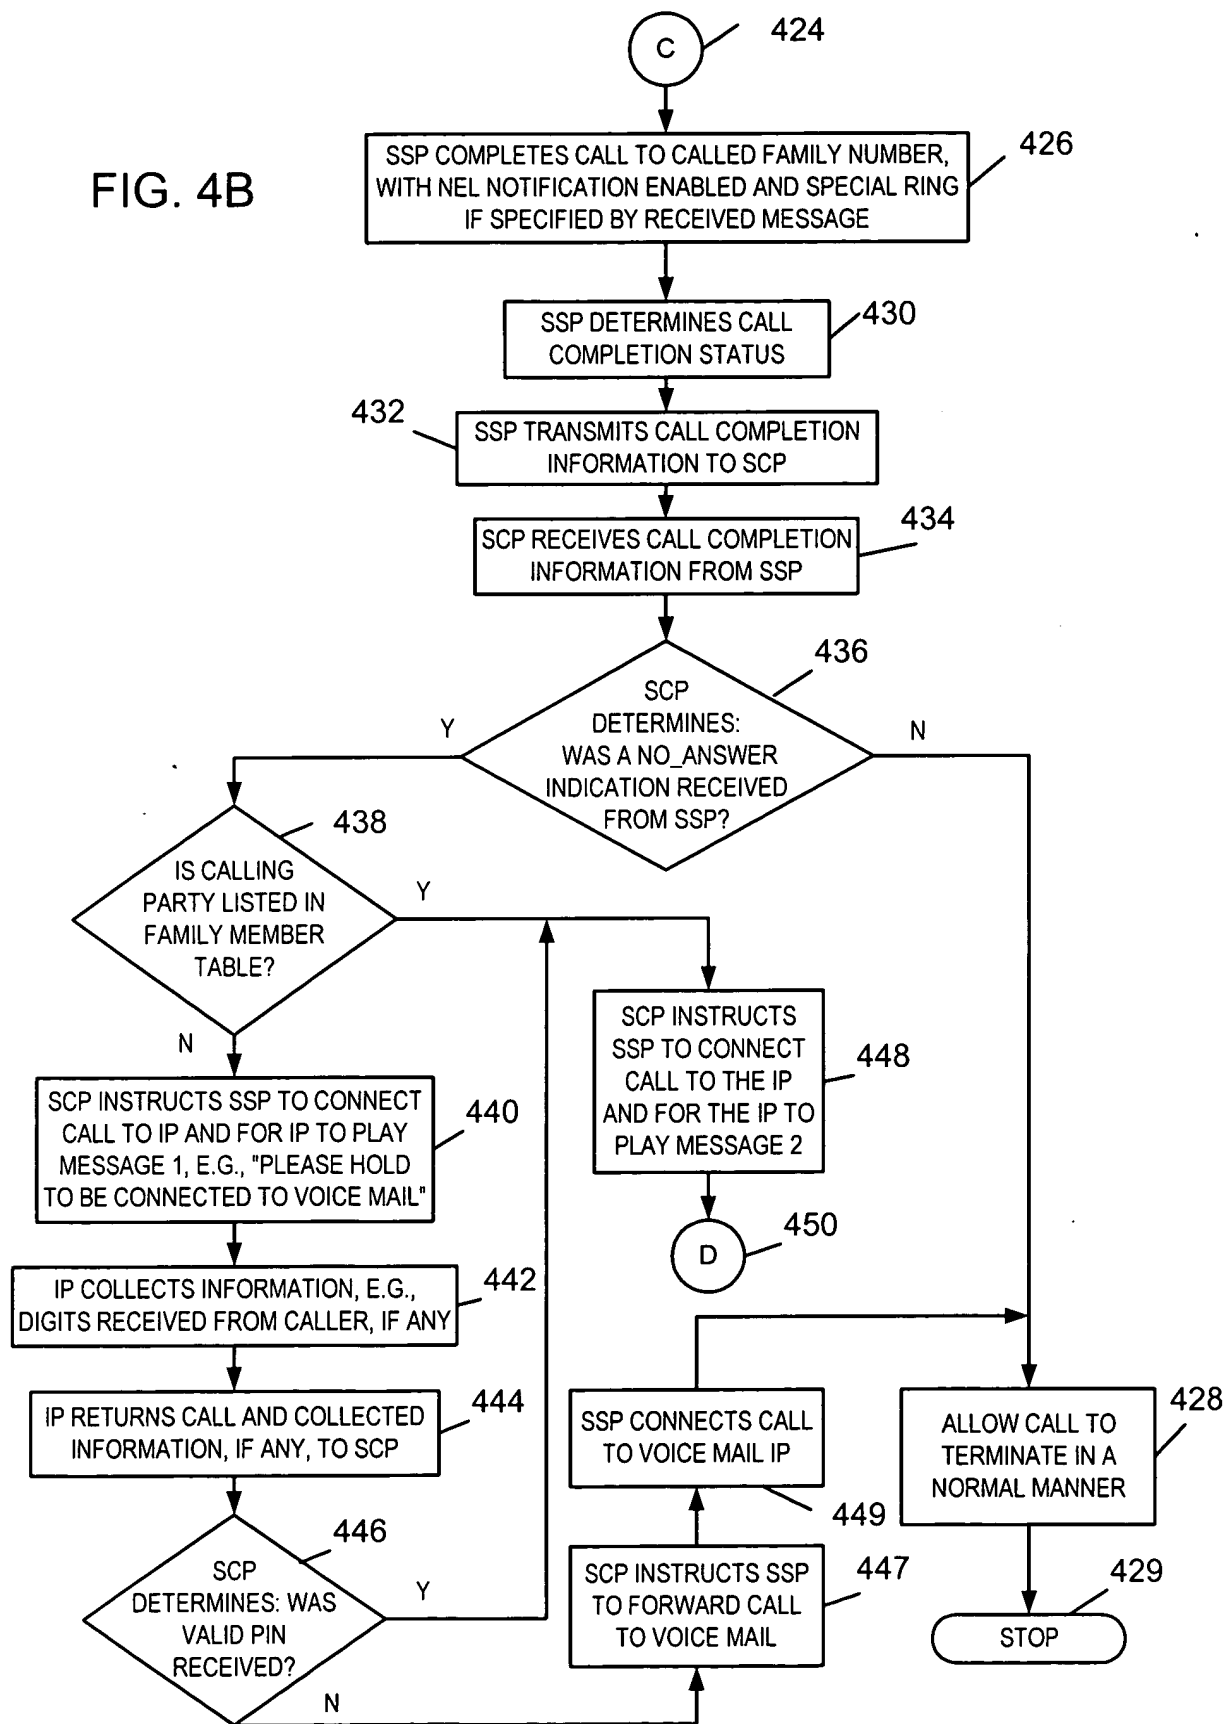 C
424
FIG. 4B
SSP COMPLETES CALL TO CALLED FAMILY NUMBER,
WITH NEL NOTIFICATION ENABLED AND SPECIAL RING
IF SPECIFIED BY RECEIVED MESSAGE
426
SSP DETERMINES CALL
COMPLETION STATUS
430
432
SSP TRANSMITS CALL COMPLETION
INFORMATION TO SCP
434
SCP RECEIVES CALL COMPLETION
INFORMATION FROM SSP
436
SCP
DETERMINES:
WAS A NO_ANSWER
INDICATION RECEIVED
FROM SSP?
Y
N
438
IS CALLING
PARTY LISTED IN
FAMILY MEMBER
TABLE?
Y
N
SCP INSTRUCTS
SSP TO CONNECT
CALL TO THE IP
AND FOR THE IP TO
PLAY MESSAGE 2
448
SCP INSTRUCTS SSP TO CONNECT
CALL TO IP AND FOR IP TO PLAY
MESSAGE 1, E.G., "PLEASE HOLD
TO BE CONNECTED TO VOICE MAIL"
440
D
450
IP COLLECTS INFORMATION, E.G.,
DIGITS RECEIVED FROM CALLER, IF ANY
442
IP RETURNS CALL AND COLLECTED
INFORMATION, IF ANY, TO SCP
444
SSP CONNECTS CALL
TO VOICE MAIL IP
449
ALLOW CALL TO
TERMINATE IN A
NORMAL MANNER
428
446
SCP
DETERMINES: WAS
VALID PIN
RECEIVED?
Y
N
SCP INSTRUCTS SSP
TO FORWARD CALL
TO VOICE MAIL
447
429
STOP